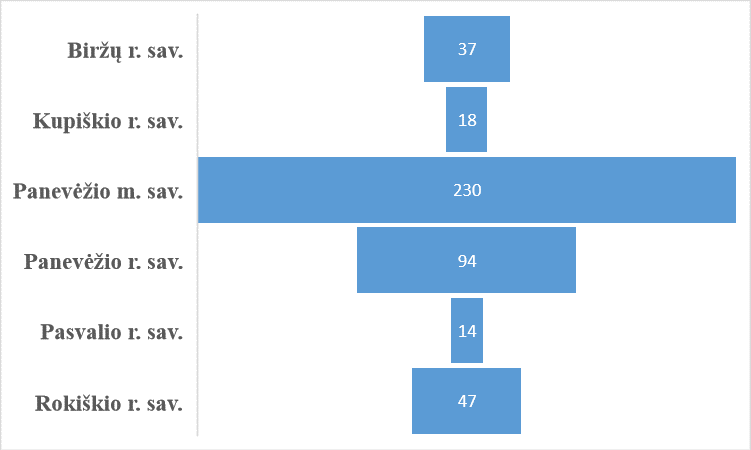 Biržų r. sav. 37
Kupiškio r. sav. 18
Panevėžio m. sav. 230
Panevėžio r. sav. 94
Pasvalio r. sav. 14
Rokiškio r. sav. 47